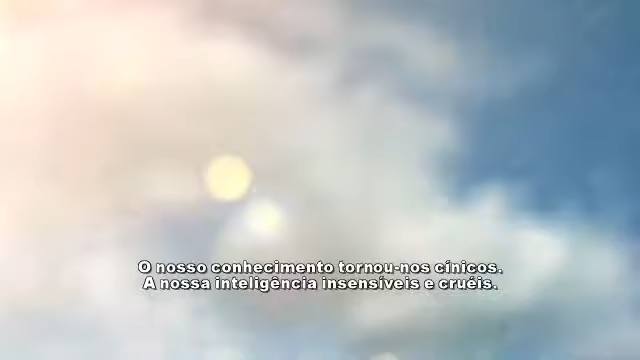 O nosso conhecimento tornou-nos cínicos.
A nossa inteligência insensíveis e cruéis.